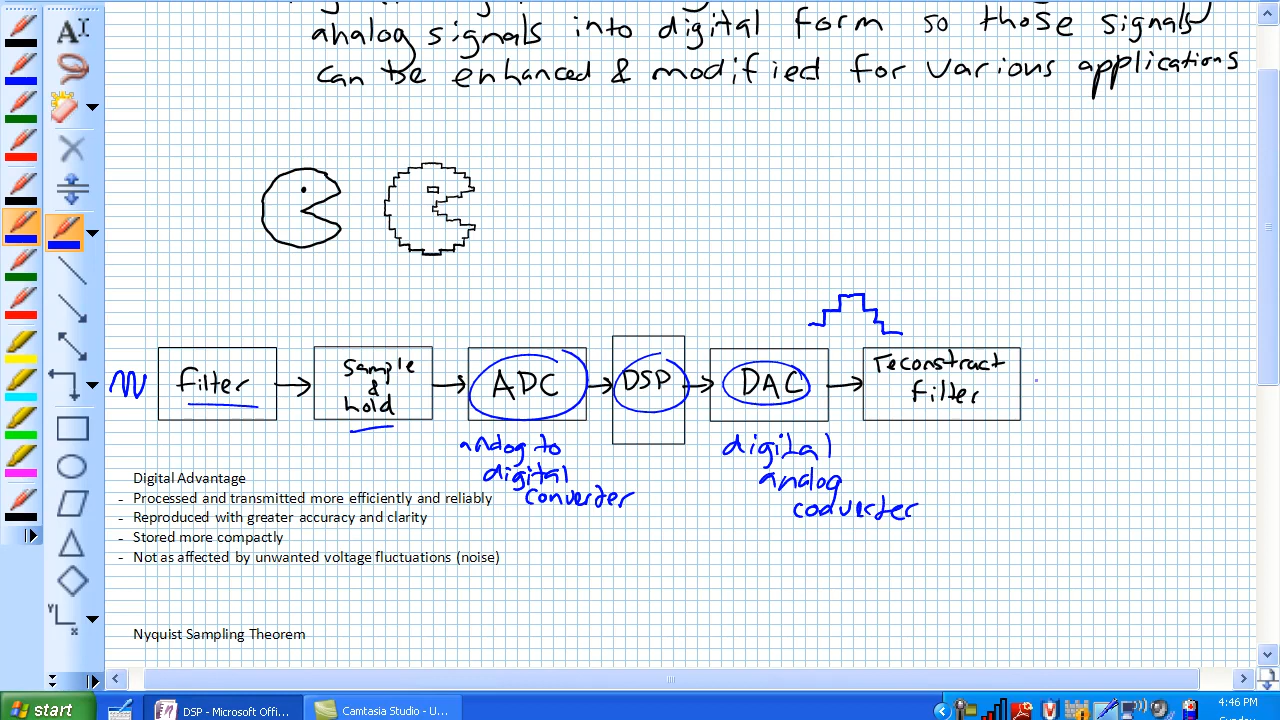 analog signals into digital form so those signals
can be enhanced & modified for various applications
filter
sample
&
hold
ADC
DSP
DAC
reconstruct
filter
analog to
digital
converter
digital
analog
coduerter
Digital Advantage
- Processed and transmitted more efficiently and reliably
- Reproduced with greater accuracy and clarity
- Stored more compactly
- Not as affected by unwanted voltage fluctuations (noise)
Nyquist Sampling Theorem
start
DSP - Microsoft Offi...
Camtasia Studio - U...
4:46 PM